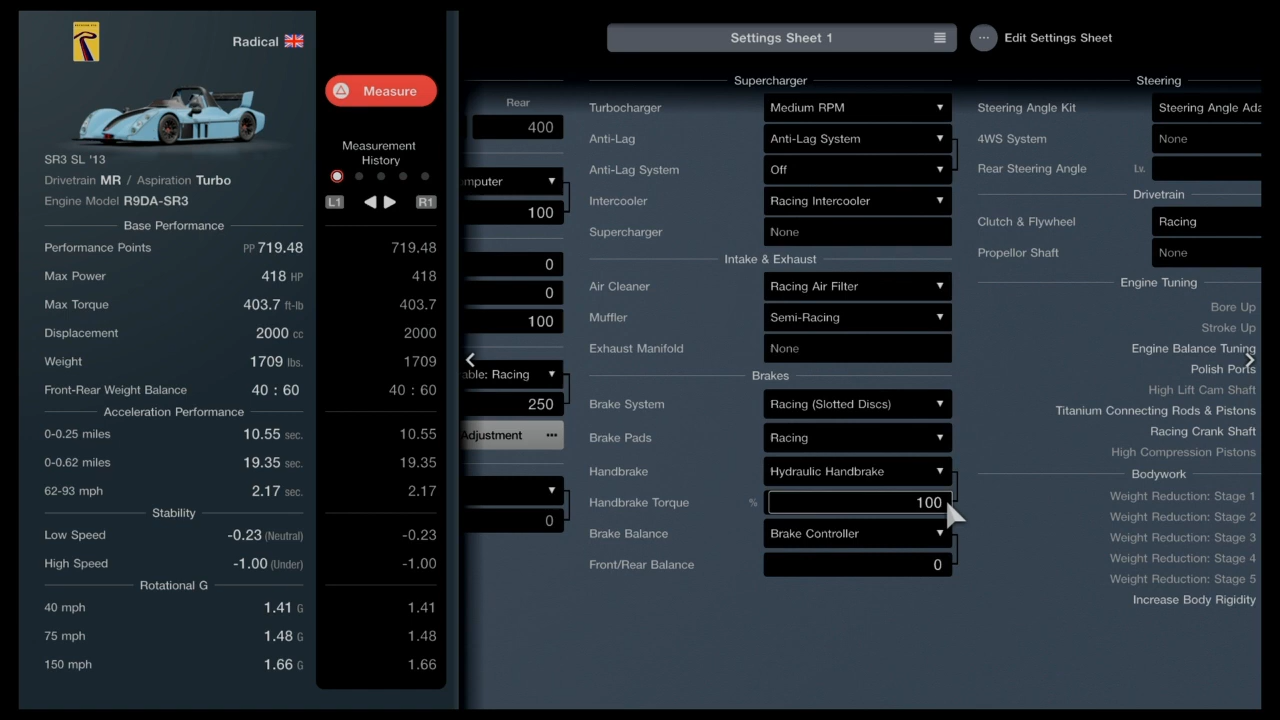 Radical
SR3 SL '13
Drivetrain MR / Aspiration Turbo
Engine Model R9DA-SR3
Base Performance
Performance Points PP 719.48
Max Power 418 HP
Max Torque 403.7 ft-lb
Displacement 2000 cc
Weight 1709 lbs.
Front-Rear Weight Balance 40 : 60
Acceleration Performance
0-0.25 miles 10.55 sec.
0-0.62 miles 19.35 sec.
62-93 mph 2.17 sec.
Stability
Low Speed -0.23 (Neutral)
High Speed -1.00 (Under)
Rotational G
40 mph 1.41 G
75 mph 1.48 G
150 mph 1.66 G
Measure
Measurement
History
L1 R1
719.48
418
403.7
2000
1709
40 : 60
10.55
19.35
2.17
-0.23
-1.00
1.41
1.48
1.66
Settings Sheet 1
Edit Settings Sheet
Rear
400
mputer
100
0
0
100
able: Racing
250
Adjustment
0
Supercharger
Turbocharger Medium RPM
Anti-Lag Anti-Lag System
Anti-Lag System Off
Intercooler Racing Intercooler
Supercharger None
Intake & Exhaust
Air Cleaner Racing Air Filter
Muffler Semi-Racing
Exhaust Manifold None
Brakes
Brake System Racing (Slotted Discs)
Brake Pads Racing
Handbrake Hydraulic Handbrake
Handbrake Torque % 100
Brake Balance Brake Controller
Front/Rear Balance 0
Steering
Steering Angle Kit Steering Angle Ada
4WS System None
Rear Steering Angle Lv.
Drivetrain
Clutch & Flywheel Racing
Propellor Shaft None
Engine Tuning
Bore Up
Stroke Up
Engine Balance Tuning
Polish Ports
High Lift Cam Shaft
Titanium Connecting Rods & Pistons
Racing Crank Shaft
High Compression Pistons
Bodywork
Weight Reduction: Stage 1
Weight Reduction: Stage 2
Weight Reduction: Stage 3
Weight Reduction: Stage 4
Weight Reduction: Stage 5
Increase Body Rigidity